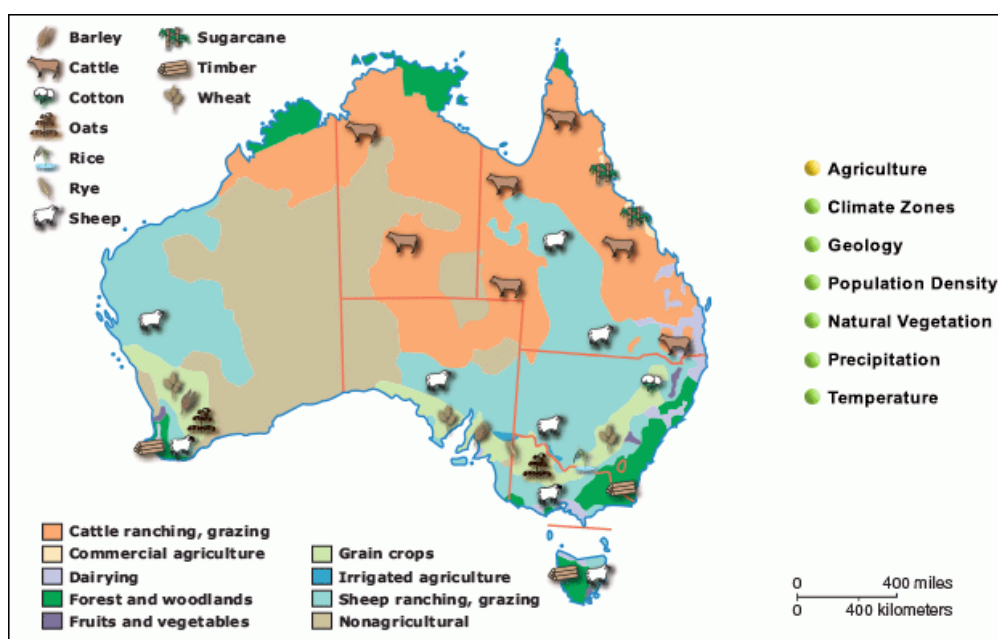 Barley
Cattle
Cotton
Oats
Rice
Rye
Sheep
Sugarcane
Timber
Wheat
Agriculture
Climate Zones
Geology
Population Density
Natural Vegetation
Precipitation
Temperature
Cattle ranching, grazing
Commercial agriculture
Dairying
Forest and woodlands
Fruits and vegetables
Grain crops
Irrigated agriculture
Sheep ranching, grazing
Nonagricultural
0 400 miles
0 400 kilometers